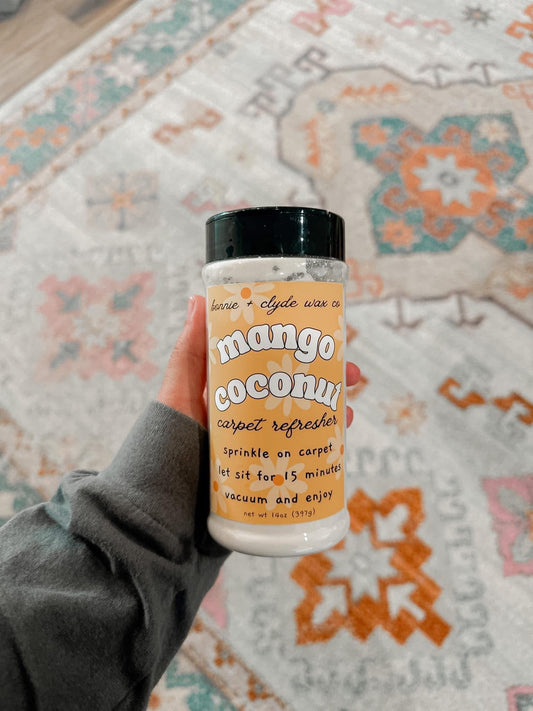 bonnie + clyde wax co
mango
coconut
carpet refresher
sprinkle on carpet
let sit for 15 minutes
vacuum and enjoy
net wt 14oz (397g)